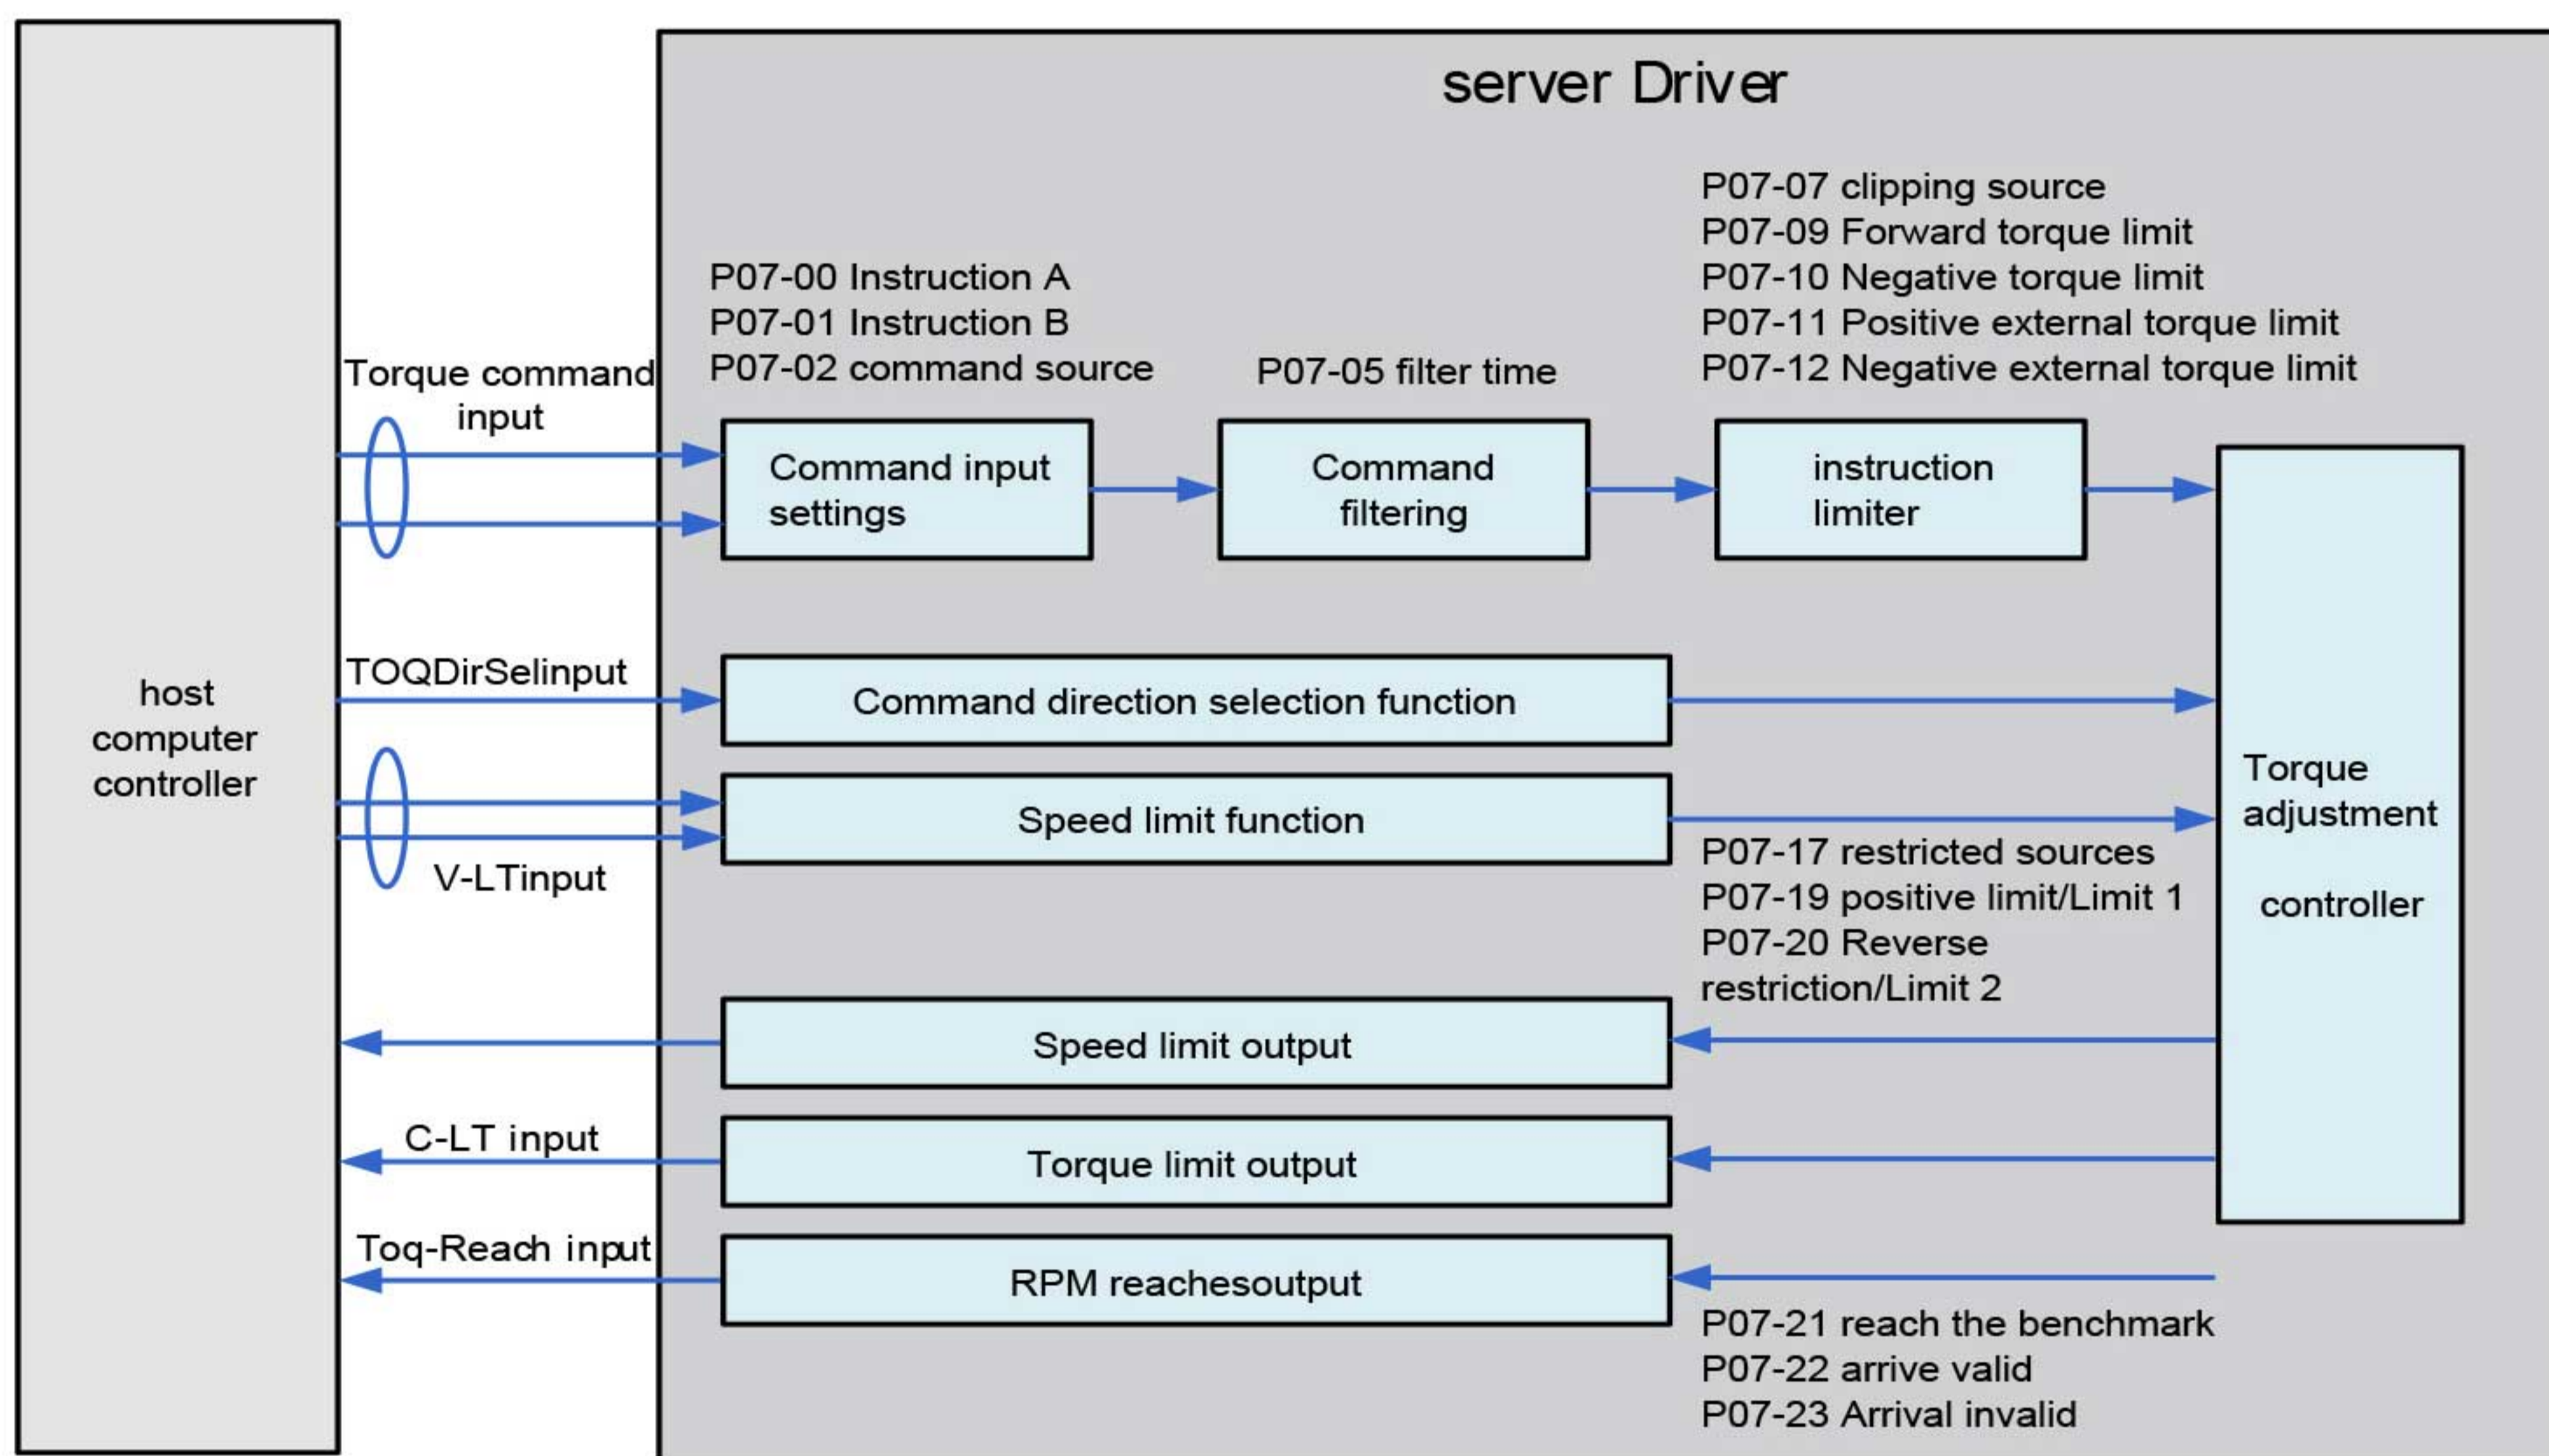 server Driver
P07-07 clipping source
P07-09 Forward torque limit
P07-10 Negative torque limit
P07-11 Positive external torque limit
P07-12 Negative external torque limit
P07-00 Instruction A
P07-01 Instruction B
P07-02 command source
P07-05 filter time
Torque command
input
Command input
settings
Command
filtering
instruction
limiter
host
computer
controller
TOQDirSelinput
Command direction selection function
Speed limit function
V-LTinput
Torque
adjustment
controller
P07-17 restricted sources
P07-19 positive limit/Limit 1
P07-20 Reverse
restriction/Limit 2
Speed limit output
C-LT input
Torque limit output
Toq-Reach input
RPM reachesoutput
P07-21 reach the benchmark
P07-22 arrive valid
P07-23 Arrival invalid